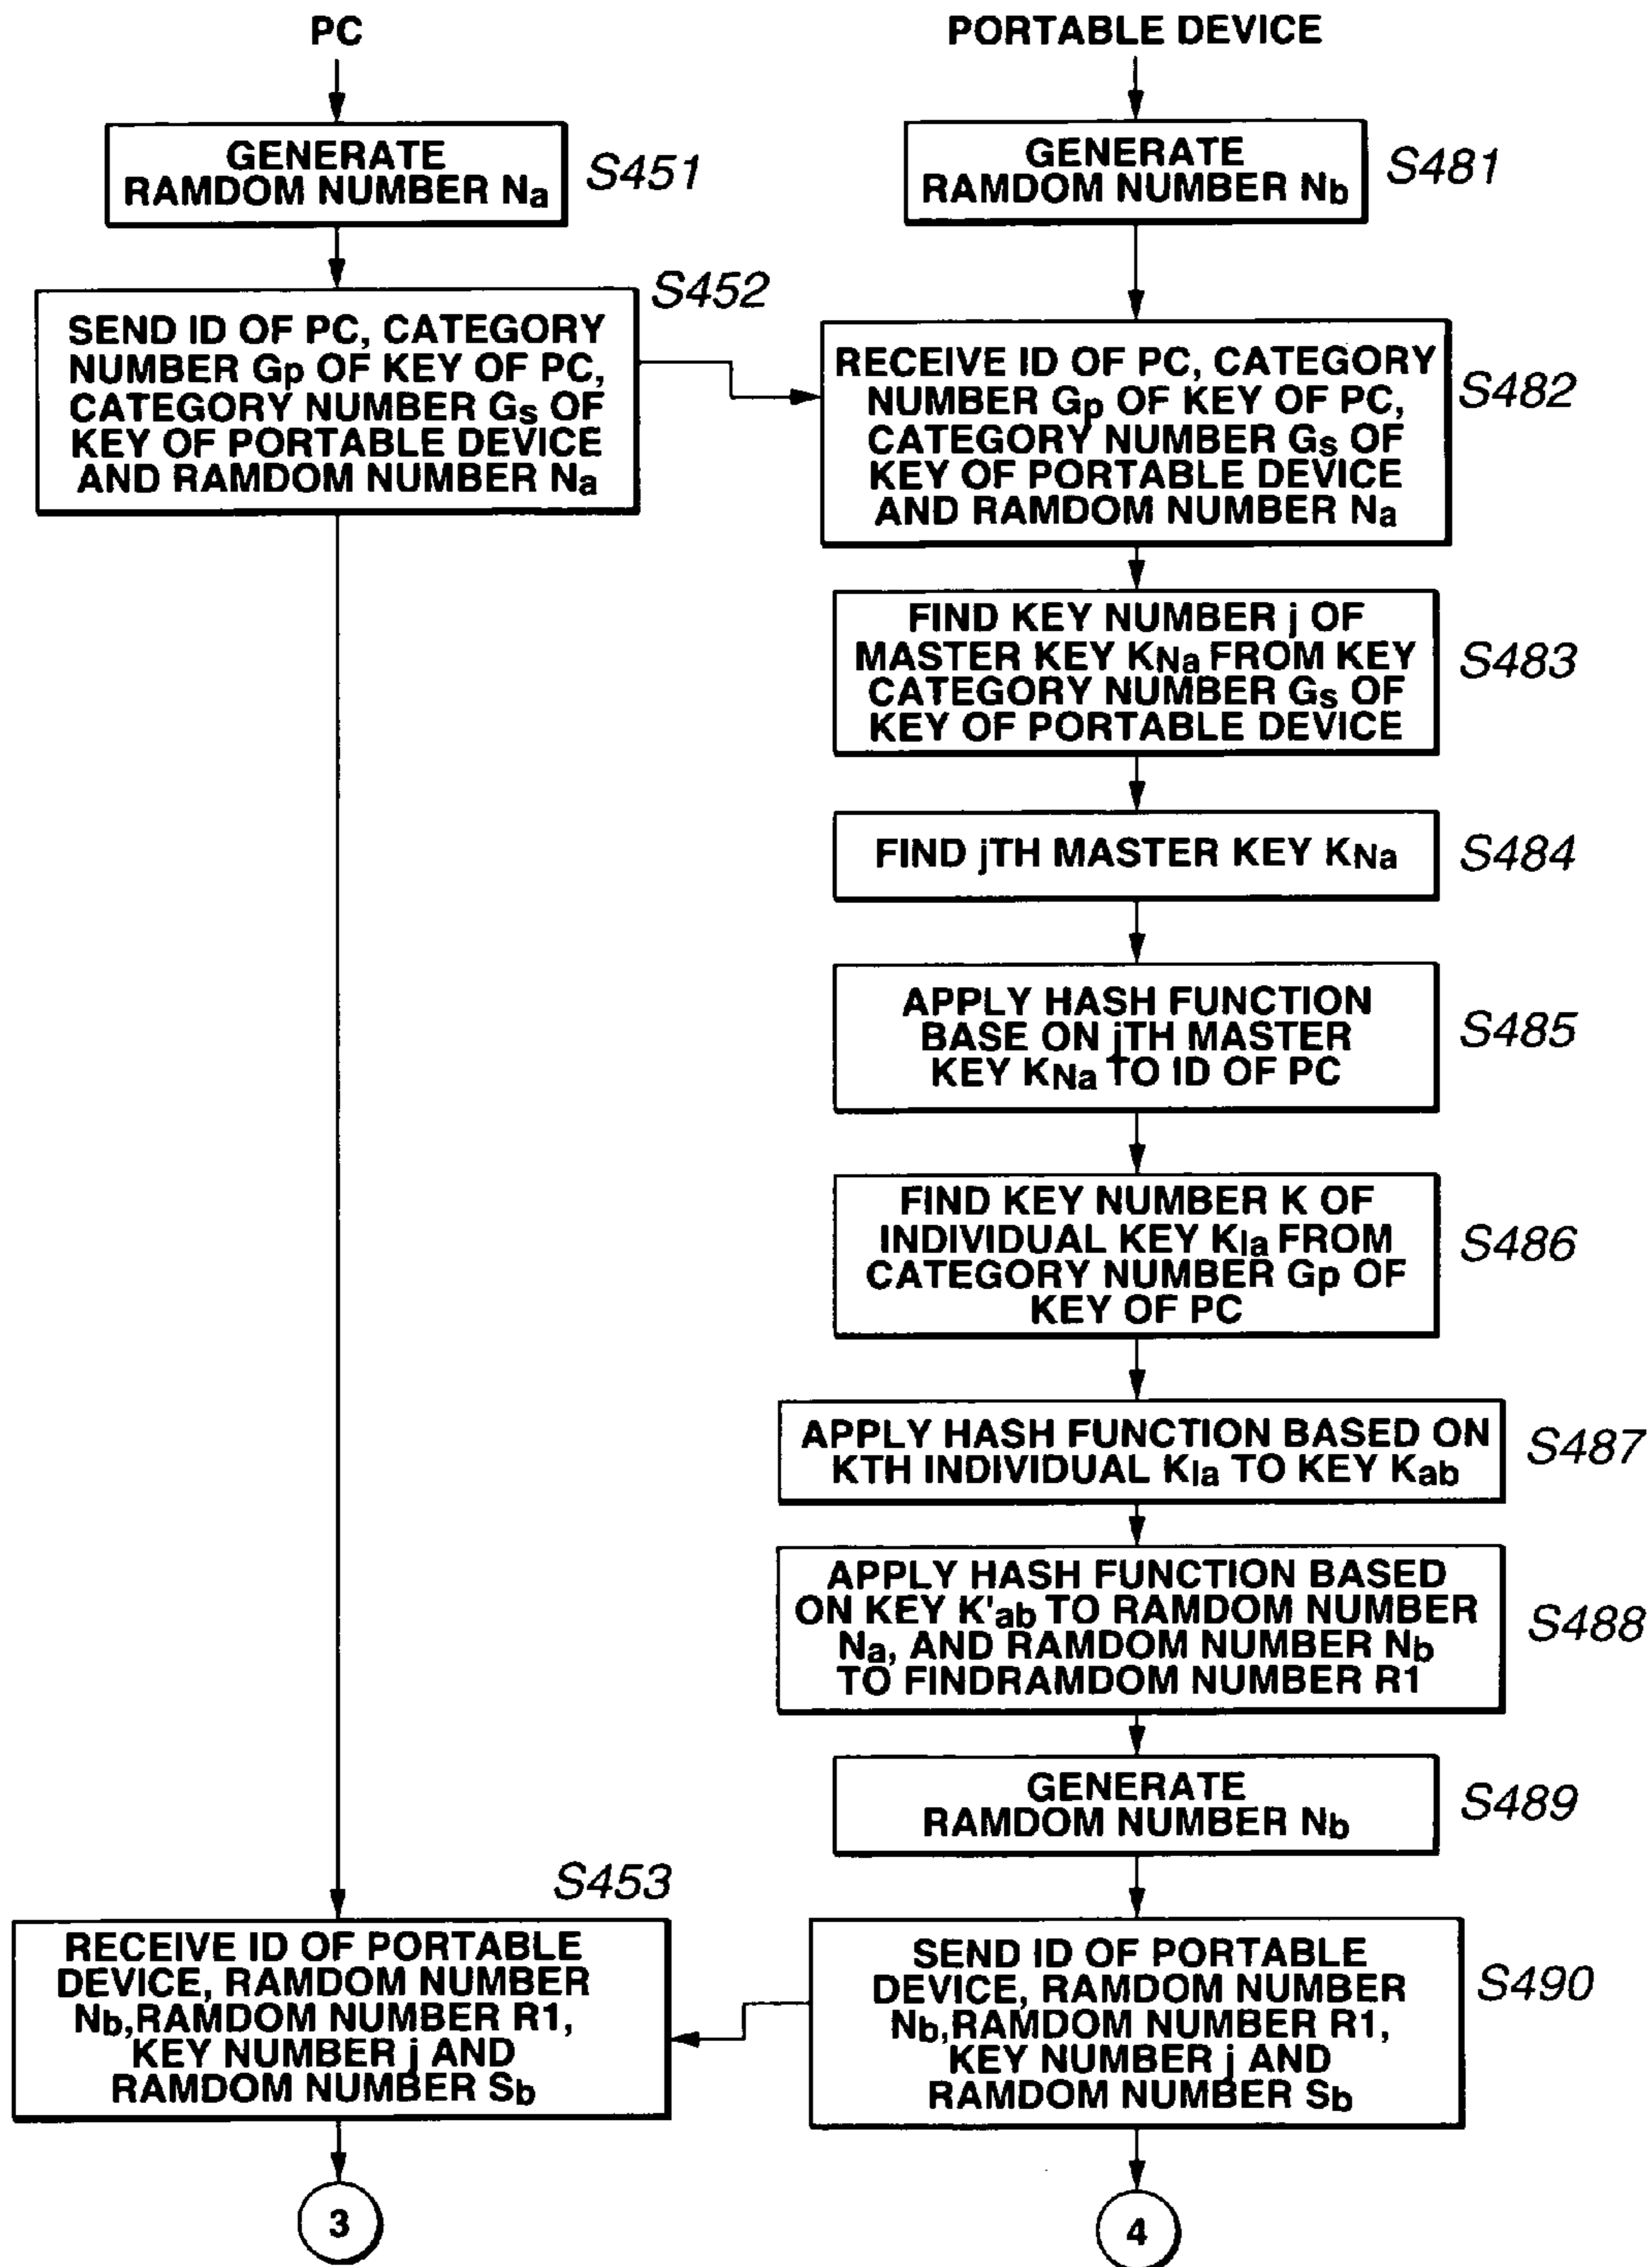 PC
GENERATE
RAMDOM NUMBER Na
S451
S452
SEND ID OF PC, CATEGORY
NUMBER Gp OF KEY OF PC,
CATEGORY NUMBER Gs OF
KEY OF PORTABLE DEVICE
AND RAMDOM NUMBER Na
PORTABLE DEVICE
GENERATE
RAMDOM NUMBER Nb
S481
RECEIVE ID OF PC, CATEGORY
NUMBER Gp OF KEY OF PC,
CATEGORY NUMBER Gs OF
KEY OF PORTABLE DEVICE
AND RAMDOM NUMBER Na
S482
FIND KEY NUMBER j OF
MASTER KEY KNa FROM KEY
CATEGORY NUMBER Gs OF
KEY OF PORTABLE DEVICE
S483
FIND jTH MASTER KEY KNa
S484
APPLY HASH FUNCTION
BASE ON jTH MASTER
KEY KNa TO ID OF PC
S485
FIND KEY NUMBER K OF
INDIVIDUAL KEY KIa FROM
CATEGORY NUMBER Gp OF
KEY OF PC
S486
APPLY HASH FUNCTION BASED ON
KTH INDIVIDUAL KIa TO KEY Kab
S487
APPLY HASH FUNCTION BASED
ON KEY K'ab TO RAMDOM NUMBER
Na, AND RAMDOM NUMBER Nb
TO FINDRAMDOM NUMBER R1
S488
GENERATE
RAMDOM NUMBER Nb
S489
S453
RECEIVE ID OF PORTABLE
DEVICE, RAMDOM NUMBER
Nb,RAMDOM NUMBER R1,
KEY NUMBER j AND
RAMDOM NUMBER Sb
SEND ID OF PORTABLE
DEVICE, RAMDOM NUMBER
Nb,RAMDOM NUMBER R1,
KEY NUMBER j AND
RAMDOM NUMBER Sb
S490
3
4